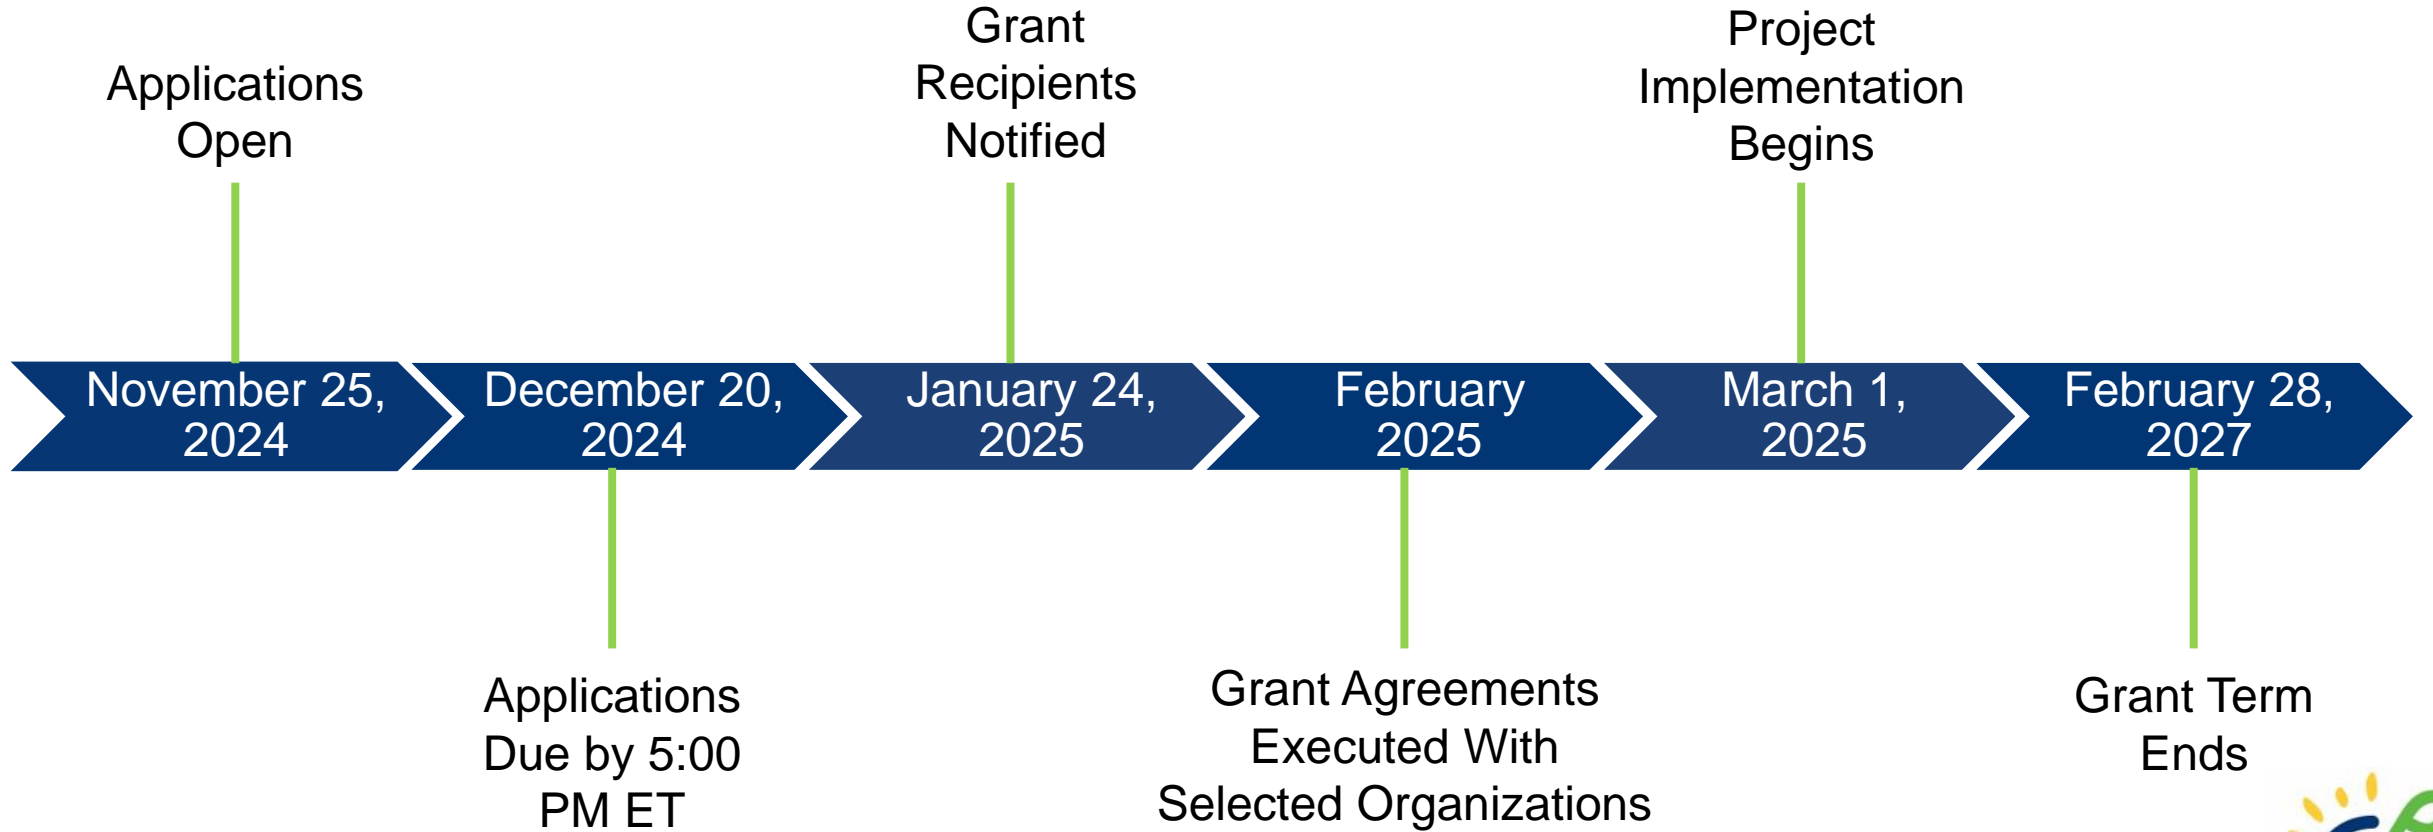 Applications
Open
Grant
Recipients
Notified
Project
Implementation
Begins
November 25,
2024
December 20,
2024
January 24,
2025
February
2025
March 1,
2025
February 28,
2027
Applications
Due by 5:00
PM ET
Grant Agreements
Executed With
Selected Organizations
Grant Term
Ends